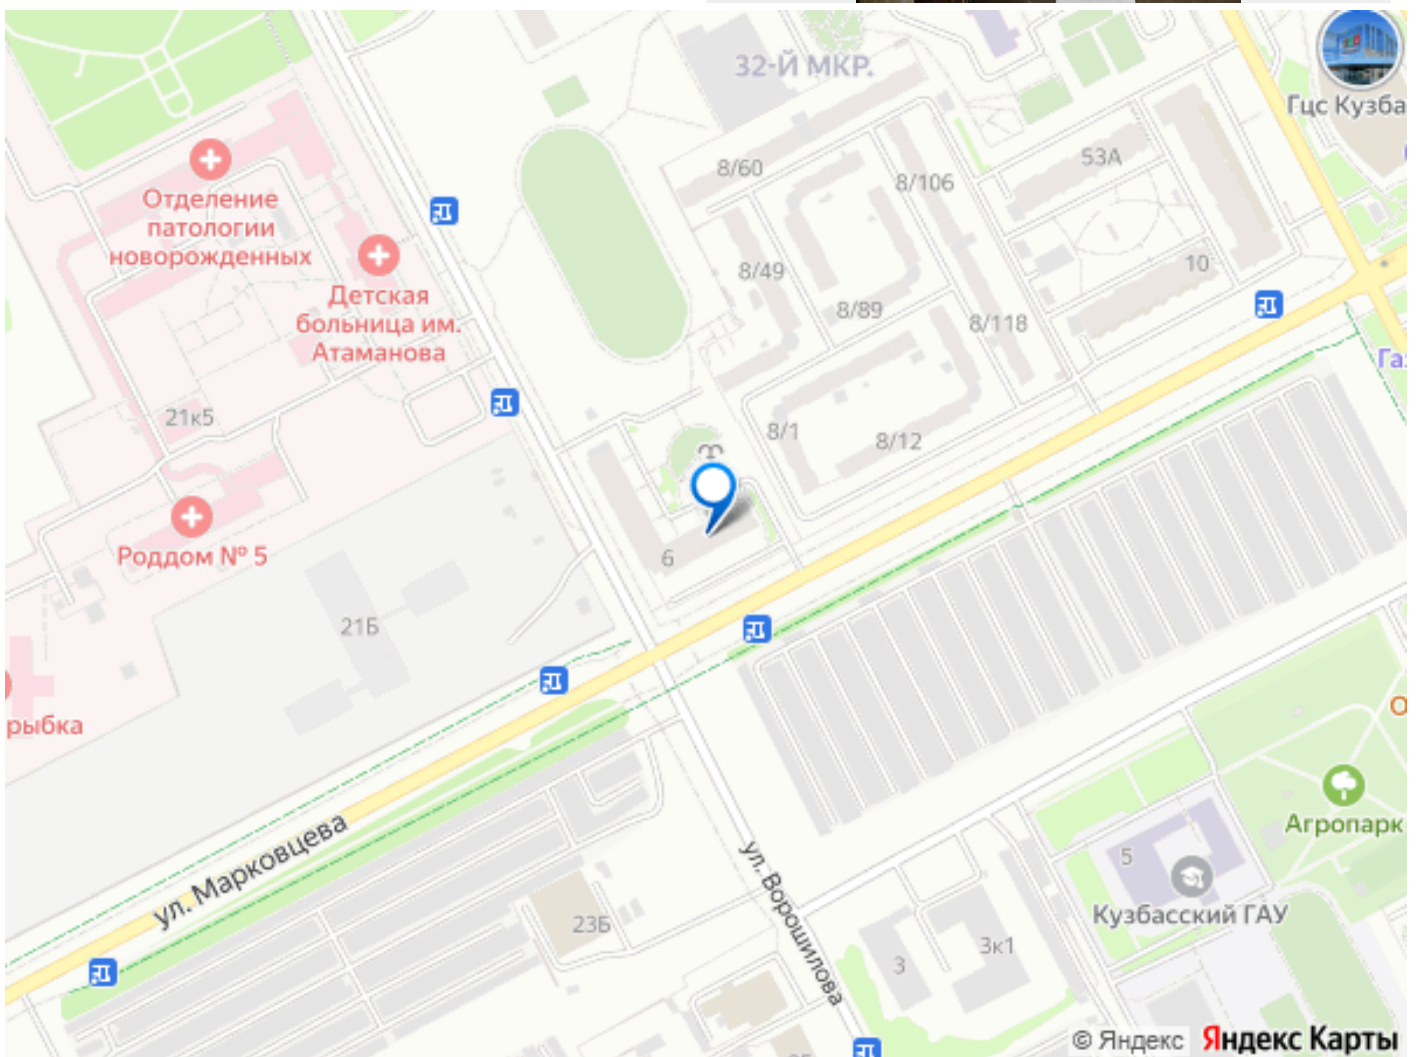 32-Й МКР.
Гцс Кузба
8/60
53А
8/106
Отделение
патологии
новорожденных
Детская
больница им.
Атаманова
8/49
10
8/89
8/118
Га
21к5
8/1
8/12
Роддом № 5
6
21Б
рыбка
О
Агропарк
ул. Марковцева
ул. Ворошилова
5
Кузбасский ГАУ
23Б
3
3к1
© Яндекс Яндекс Карты